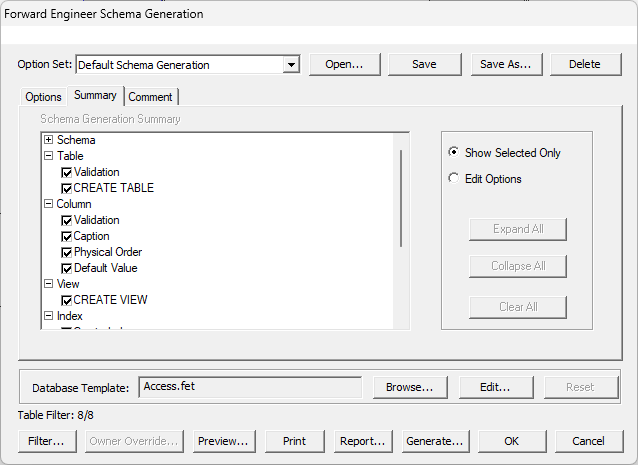 Forward Engineer Schema Generation
Option Set: Default Schema Generation Open... Save Save As... Delete
Options Summary Comment
Schema Generation Summary
Schema
Table
Validation
CREATE TABLE
Column
Validation
Caption
Physical Order
Default Value
View
CREATE VIEW
Index
Show Selected Only
Edit Options
Expand All
Collapse All
Clear All
Database Template: Access.fet Browse... Edit... Reset
Table Filter: 8/8
Filter... Owner Override... Preview... Print Report... Generate... OK Cancel